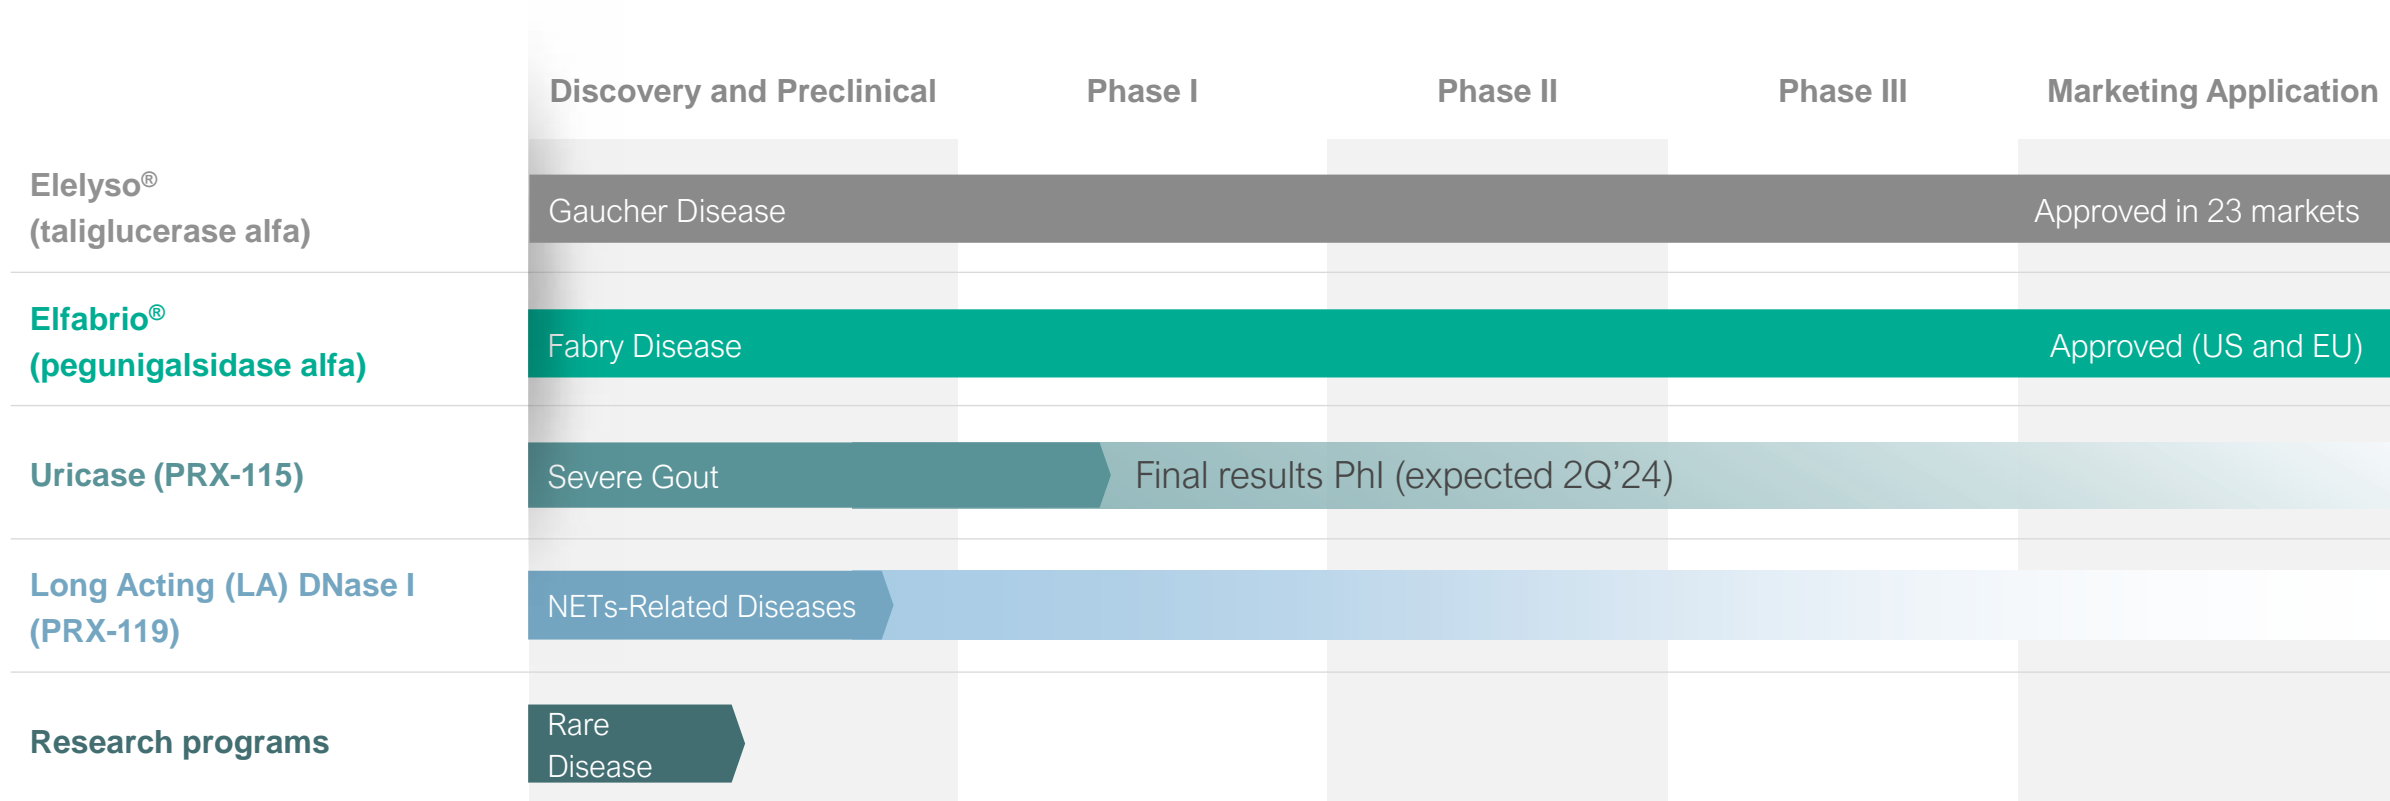 Discovery and Preclinical Phase I Phase II Phase III Marketing Application
Elelyso®
(taliglucerase alfa)
Gaucher Disease Approved in 23 markets
Elfabrio®
(pegunigalsidase alfa)
Fabry Disease Approved (US and EU)
Uricase (PRX-115)
Severe Gout Final results PhI (expected 2Q’24)
Long Acting (LA) DNase I
(PRX-119)
NETs-Related Diseases
Research programs
Rare
Disease